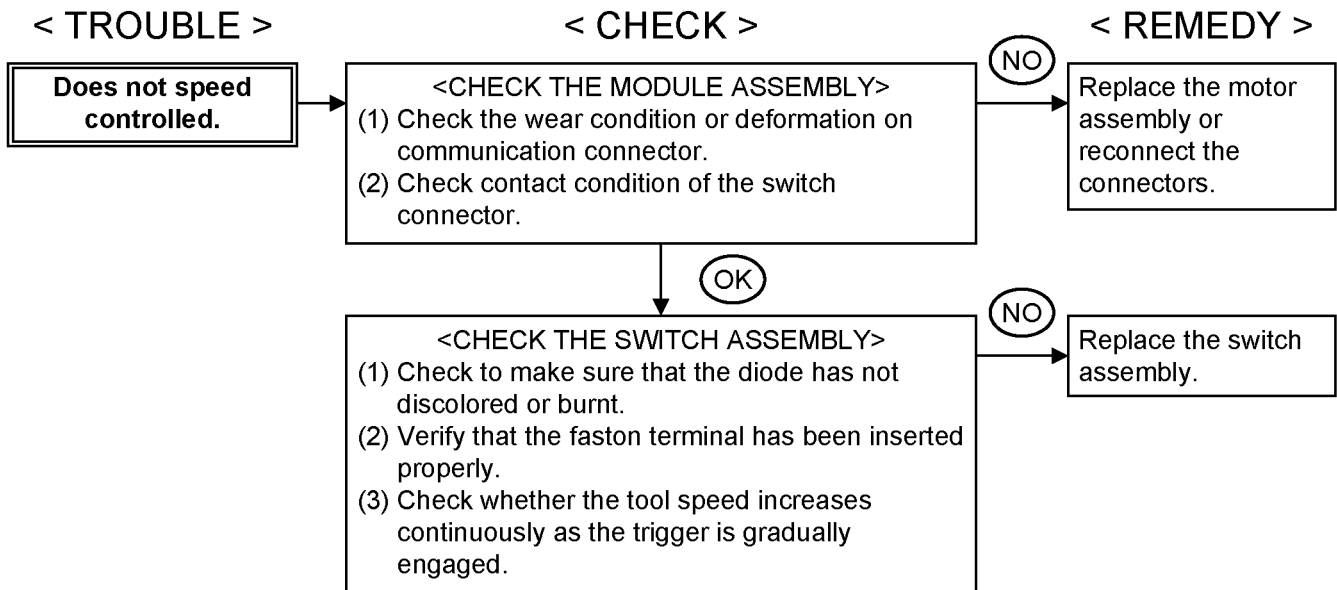 < TROUBLE >
< CHECK >
< REMEDY >
Does not speed
controlled.
<CHECK THE MODULE ASSEMBLY>
(1) Check the wear condition or deformation on
communication connector.
(2) Check contact condition of the switch
connector.
NO
Replace the motor
assembly or
reconnect the
connectors.
OK
<CHECK THE SWITCH ASSEMBLY>
(1) Check to make sure that the diode has not
discolored or burnt.
(2) Verify that the faston terminal has been inserted
properly.
(3) Check whether the tool speed increases
continuously as the trigger is gradually
engaged.
NO
Replace the switch
assembly.